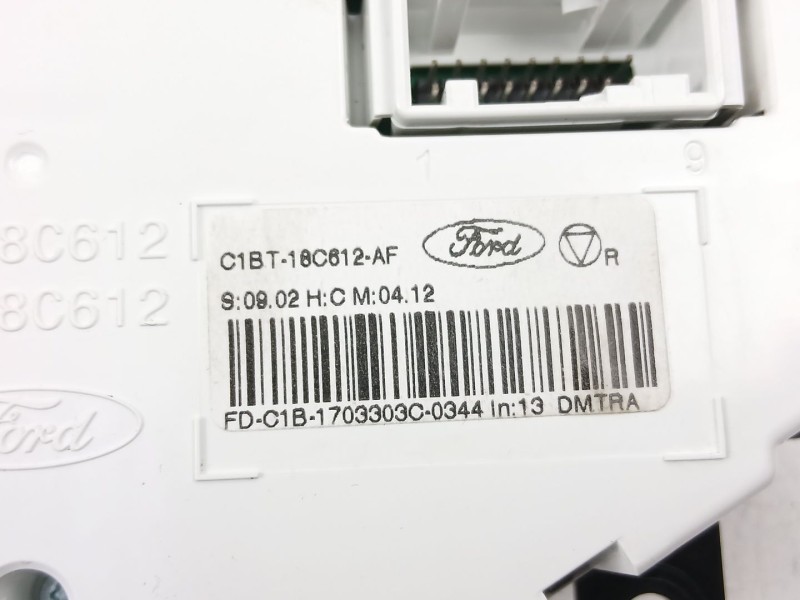 1 9
8C612
8C612
Ford
C1BT-18C612-AF Ford R
S:09.02 H:C M:04.12
FD-C1B-1703303C-0344 In:13 DMTRA